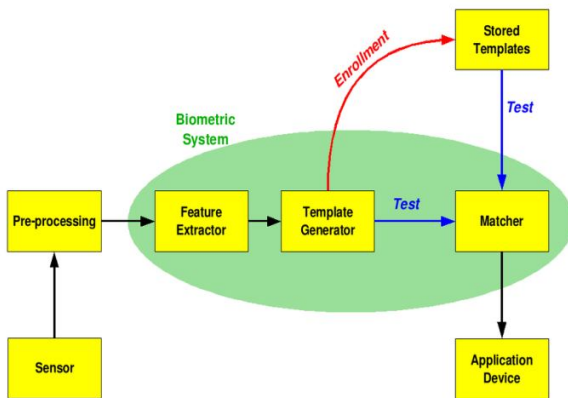 Stored
Templates
Enrollment
Test
Biometric
System
Pre-processing
Feature
Extractor
Template
Generator
Test
Matcher
Sensor
Application
Device